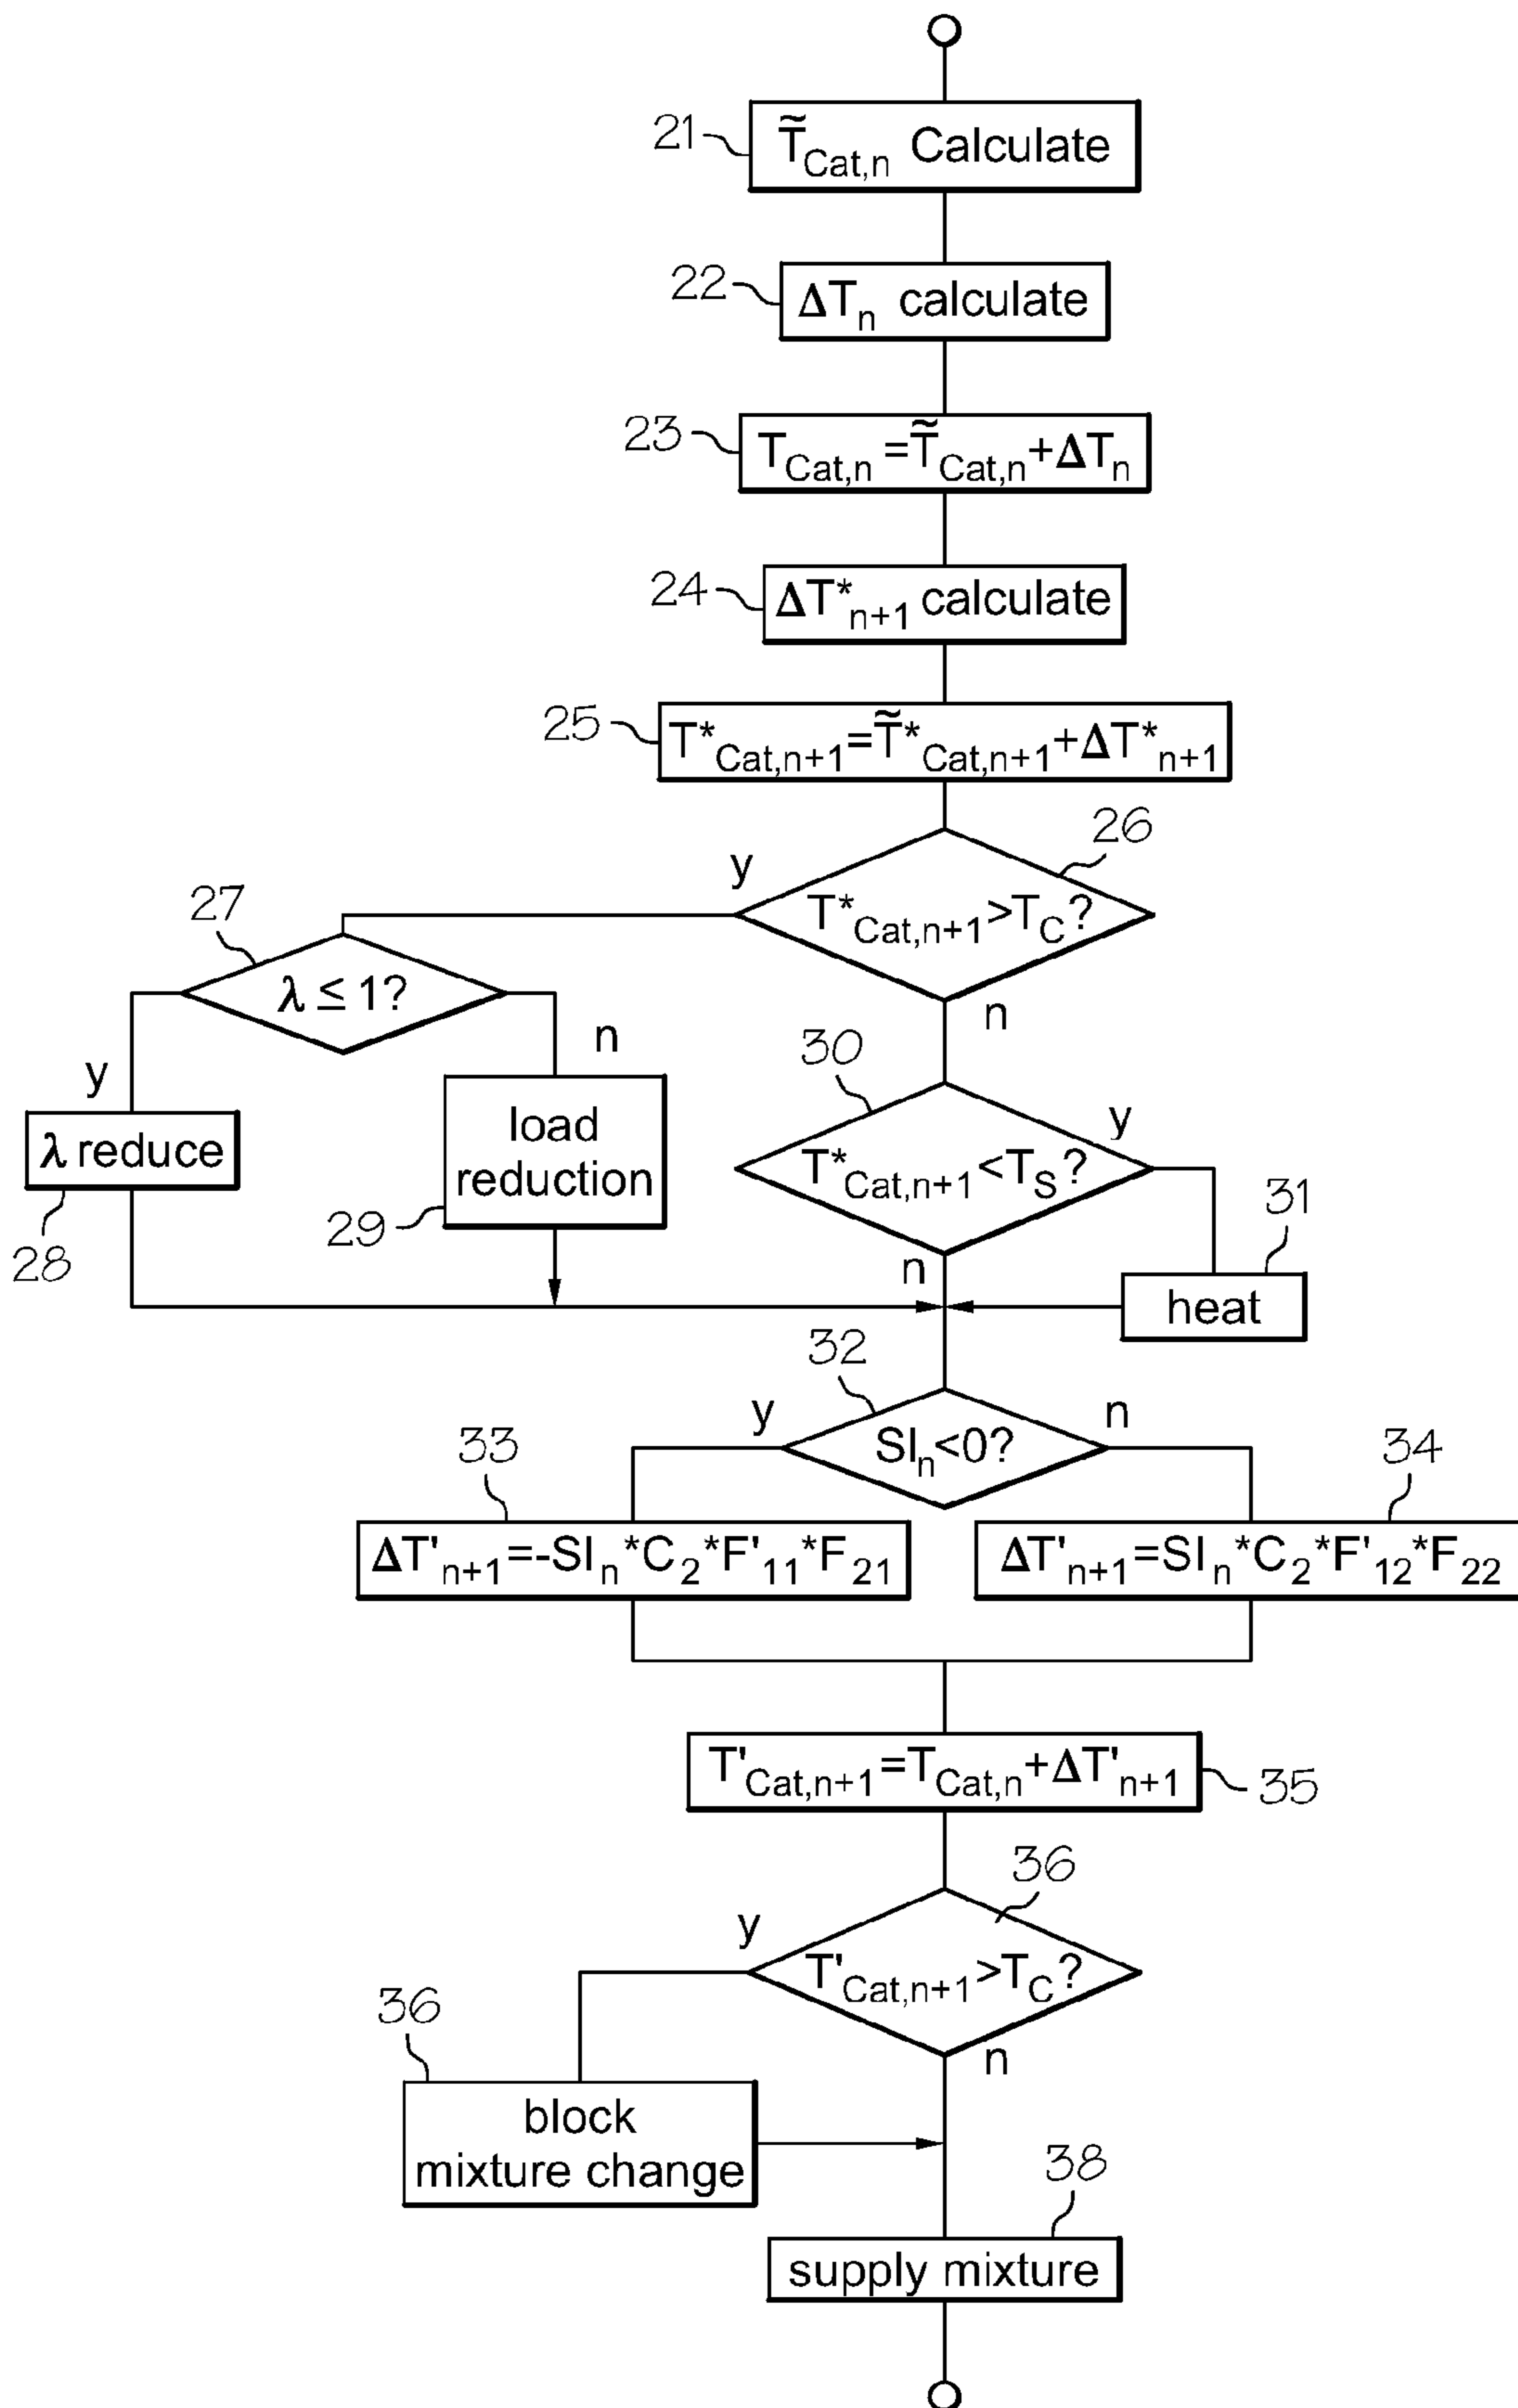 21
T̃Cat,n Calculate
22
ΔTn calculate
23
TCat,n=T̃Cat,n+ΔTn
24
ΔT*n+1 calculate
25
T*Cat,n+1=T̃*Cat,n+1+ΔT*n+1
26
y
T*Cat,n+1>TC?
n
27
λ ≤ 1?
y
n
λ reduce
28
load
reduction
29
30
y
T*Cat,n+1<TS?
n
31
heat
32
y
n
SIn<0?
33
ΔT'n+1=-SIn*C2*F'11*F21
34
ΔT'n+1=SIn*C2*F'12*F22
T'Cat,n+1=TCat,n+ΔT'n+1
35
36
y
T'Cat,n+1>TC?
n
36
block
mixture change
38
supply mixture